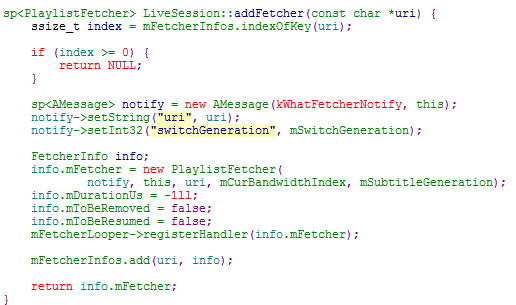 sp<PlaylistFetcher> LiveSession::addFetcher(const char *uri) {
    ssize_t index = mFetcherInfos.indexOfKey(uri);
    if (index >= 0) {
        return NULL;
    }
    sp<AMessage> notify = new AMessage(kWhatFetcherNotify, this);
    notify->setString("uri", uri);
    notify->setInt32("switchGeneration", mSwitchGeneration);
    FetcherInfo info;
    info.mFetcher = new PlaylistFetcher(
            notify, this, uri, mCurBandwidthIndex, mSubtitleGeneration);
    info.mDurationUs = -1ll;
    info.mToBeRemoved = false;
    info.mToBeResumed = false;
    mFetcherLooper->registerHandler(info.mFetcher);
    mFetcherInfos.add(uri, info);
    return info.mFetcher;
}